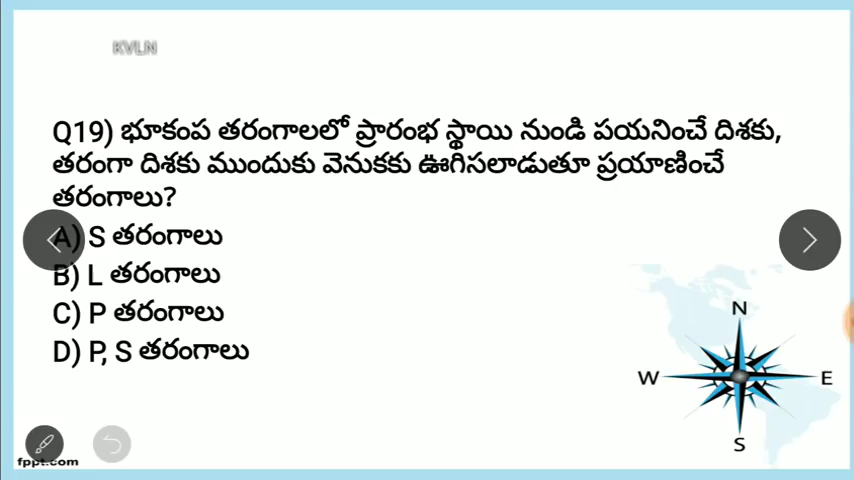 KVLN
Q19) భూకంప తరంగాలలో ప్రారంభ స్థాయి నుండి పయనించే దిశకు,
తరంగా దిశకు ముందుకు వెనుకకు ఊగిసలాడుతూ ప్రయాణించే
తరంగాలు?
A) S తరంగాలు
B) L తరంగాలు
C) P తరంగాలు
D) P, S తరంగాలు
N
W E
S
fppt.com